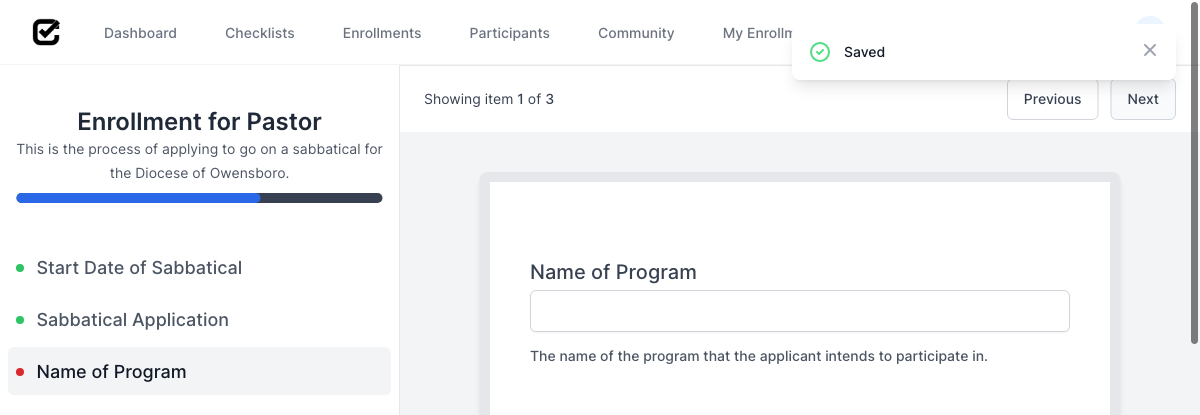 Dashboard
Checklists
Enrollments
Participants
Community
My Enrollm
Saved
Enrollment for Pastor
This is the process of applying to go on a sabbatical for
the Diocese of Owensboro.
Start Date of Sabbatical
Sabbatical Application
Name of Program
Showing item 1 of 3
Previous
Next
Name of Program
The name of the program that the applicant intends to participate in.